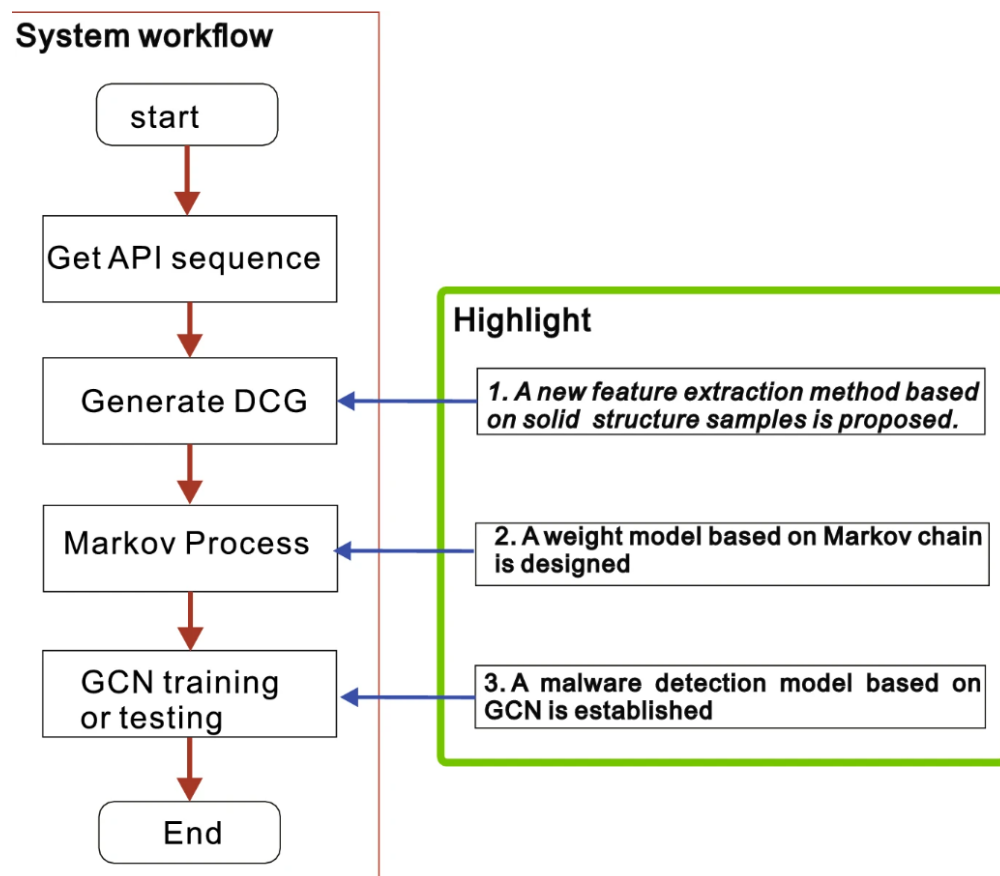 System workflow
start
Get API sequence
Generate DCG
Markov Process
GCN training
or testing
End
Highlight
1. A new feature extraction method based
on solid structure samples is proposed.
2. A weight model based on Markov chain
is designed
3. A malware detection model based on
GCN is established